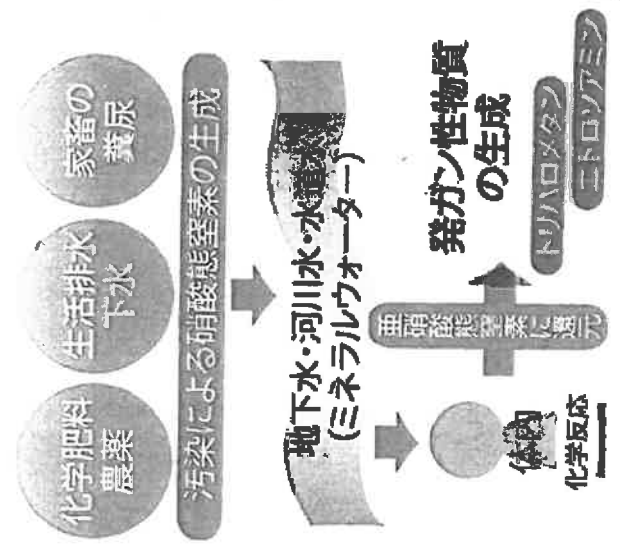 化学肥料
農薬
生活排水
下水
家畜の
糞尿
汚染による硝酸態窒素の生成
地下水・河川水・水道水
(ミネラルウォーター)
体内
化学反応
亜硝酸態窒素に還元
発ガン性物質
の生成
トリハロメタン
ニトロソアミン